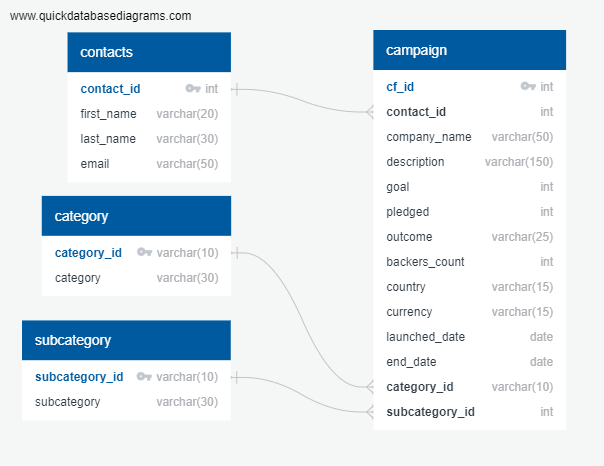 www.quickdatabasediagrams.com
contacts
contact_id int
first_name varchar(20)
last_name varchar(30)
email varchar(50)
category
category_id varchar(10)
category varchar(30)
subcategory
subcategory_id varchar(10)
subcategory varchar(30)
campaign
cf_id int
contact_id int
company_name varchar(50)
description varchar(150)
goal int
pledged int
outcome varchar(25)
backers_count int
country varchar(15)
currency varchar(15)
launched_date date
end_date date
category_id varchar(10)
subcategory_id int